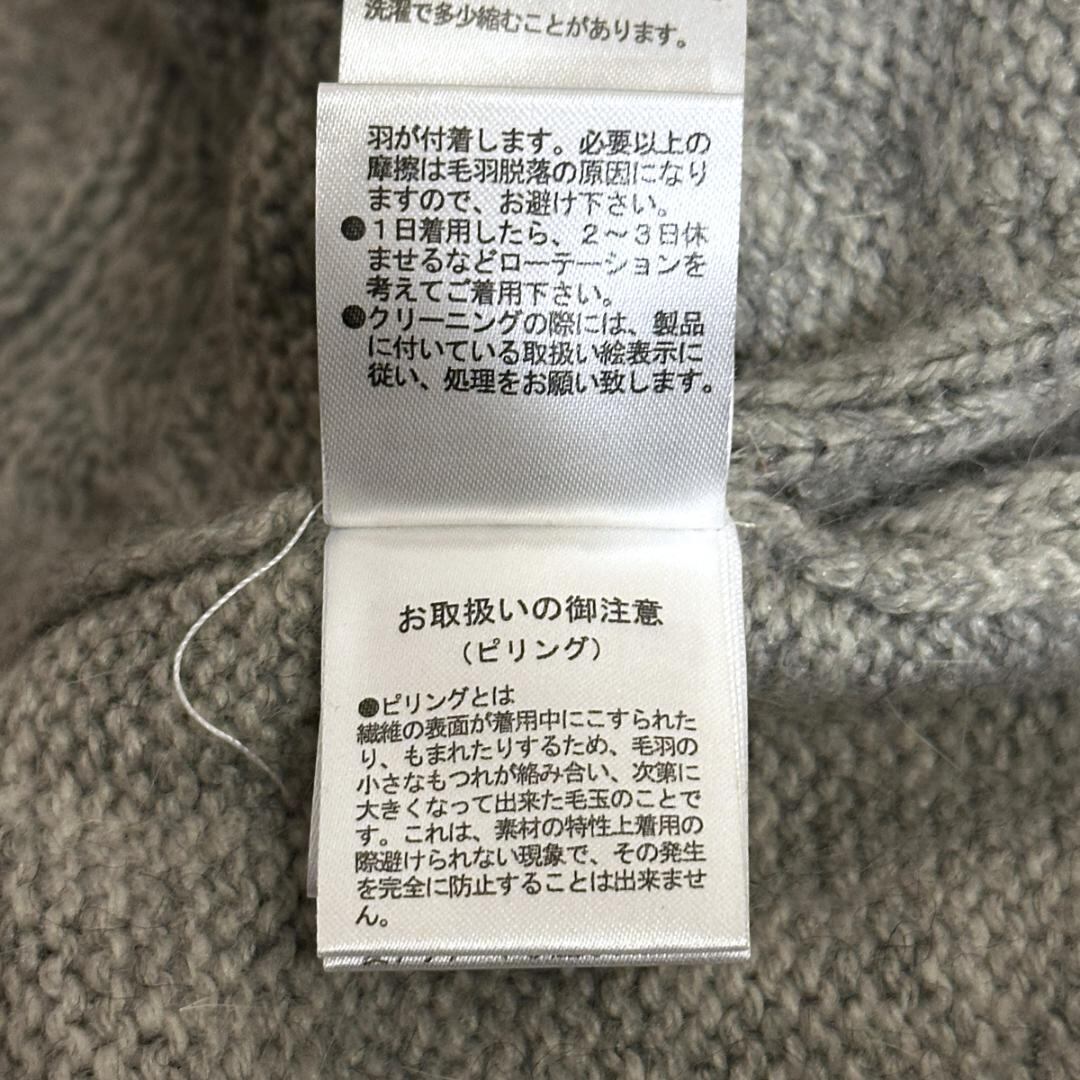 洗濯で多少縮むことがあります。
羽が付着します。必要以上の
摩擦は毛羽脱落の原因になり
ますので、お避け下さい。
●1日着用したら、2～3日休
ませるなどローテーションを
考えてご着用下さい。
●クリーニングの際には、製品
に付いている取扱い絵表示に
従い、処理をお願い致します。
お取扱いの御注意
(ピリング)
●ピリングとは
繊維の表面が着用中にこすられた
り、もまれたりするため、毛羽の
小さなもつれが絡み合い、次第に
大きくなって出来た毛玉のことで
す。これは、素材の特性上着用の
際避けられない現象で、その発生
を完全に防止することは出来ませ
ん。